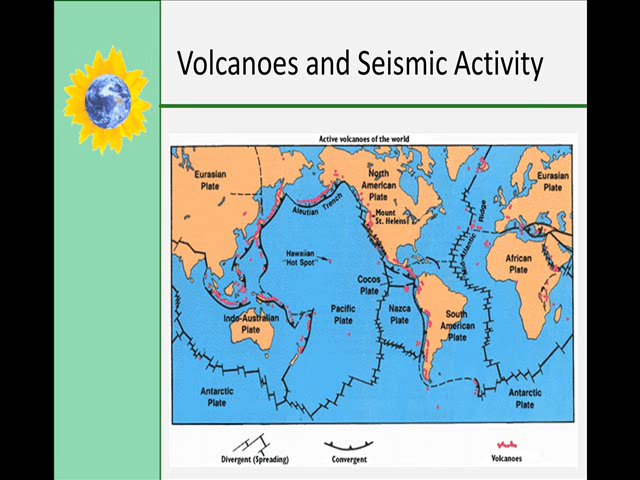 Volcanoes and Seismic Activity
Active volcanoes of the world
Eurasian
Plate
North
American
Plate
Eurasian
Plate
Aleutian Trench
Mount
St. Helens
Mid-Atlantic Ridge
Hawaiian
"Hot Spot"
African
Plate
Cocos
Plate
Pacific
Plate
Nazca
Plate
South
American
Plate
Indo-Australian
Plate
Antarctic
Plate
Antarctic
Plate
Divergent (Spreading)
Convergent
Volcanoes